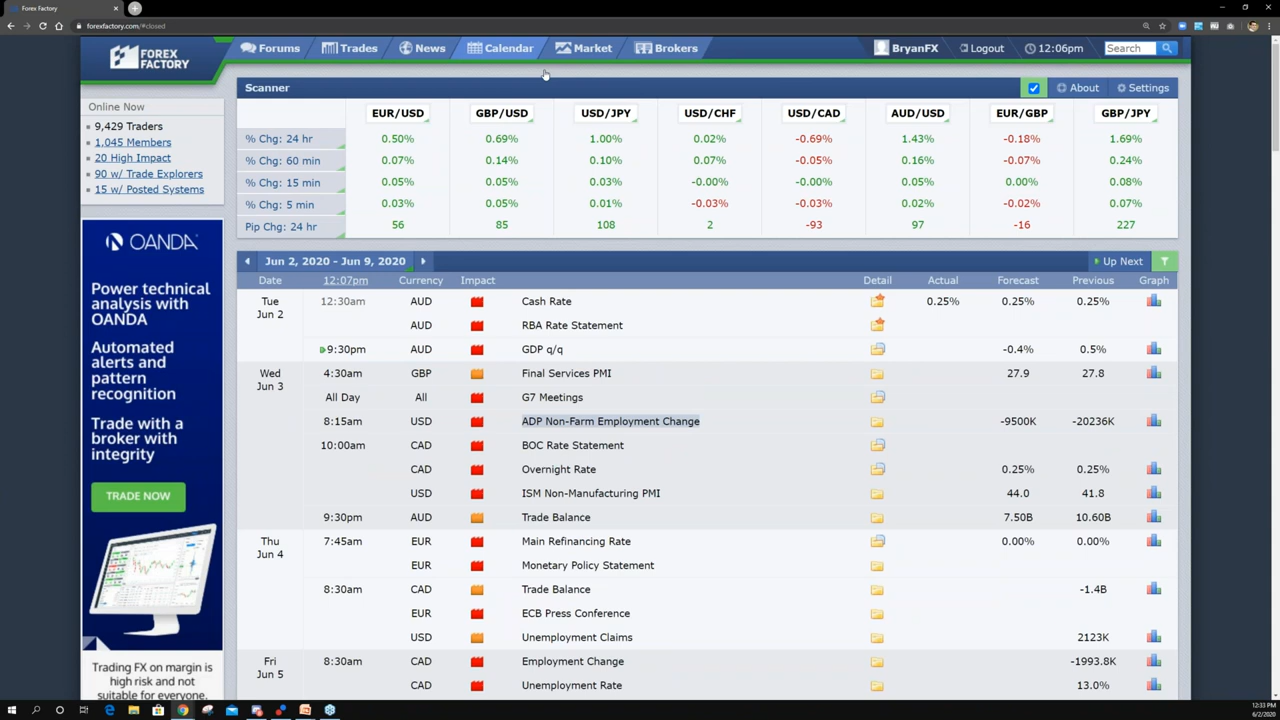 Forex Factory
forexfactory.com/#closed
FOREX
FACTORY
Forums
Trades
News
Calendar
Market
Brokers
BryanFX
Logout
12:06pm
Search
Online Now
9,429 Traders
1,045 Members
20 High Impact
90 w/ Trade Explorers
15 w/ Posted Systems
OANDA
Power technical
analysis with
OANDA
Automated
alerts and
pattern
recognition
Trade with a
broker with
integrity
TRADE NOW
Trading FX on margin is
high risk and not
suitable for everyone.
Scanner
About
Settings
EUR/USD GBP/USD USD/JPY USD/CHF USD/CAD AUD/USD EUR/GBP GBP/JPY
% Chg: 24 hr 0.50% 0.69% 1.00% 0.02% -0.69% 1.43% -0.18% 1.69%
% Chg: 60 min 0.07% 0.14% 0.10% 0.07% -0.05% 0.16% -0.07% 0.24%
% Chg: 15 min 0.05% 0.05% 0.03% -0.00% -0.00% 0.05% 0.00% 0.08%
% Chg: 5 min 0.03% 0.05% 0.01% -0.03% -0.03% 0.02% -0.02% 0.07%
Pip Chg: 24 hr 56 85 108 2 -93 97 -16 227
Jun 2, 2020 - Jun 9, 2020
Up Next
Date 12:07pm Currency Impact Detail Actual Forecast Previous Graph
Tue
Jun 2
12:30am AUD Cash Rate 0.25% 0.25% 0.25%
AUD RBA Rate Statement
9:30pm AUD GDP q/q -0.4% 0.5%
Wed
Jun 3
4:30am GBP Final Services PMI 27.9 27.8
All Day All G7 Meetings
8:15am USD ADP Non-Farm Employment Change -9500K -20236K
10:00am CAD BOC Rate Statement
CAD Overnight Rate 0.25% 0.25%
USD ISM Non-Manufacturing PMI 44.0 41.8
9:30pm AUD Trade Balance 7.50B 10.60B
Thu
Jun 4
7:45am EUR Main Refinancing Rate 0.00% 0.00%
EUR Monetary Policy Statement
8:30am CAD Trade Balance -1.4B
EUR ECB Press Conference
USD Unemployment Claims 2123K
Fri
Jun 5
8:30am CAD Employment Change -1993.8K
CAD Unemployment Rate 13.0%
12:33 PM
6/2/2020